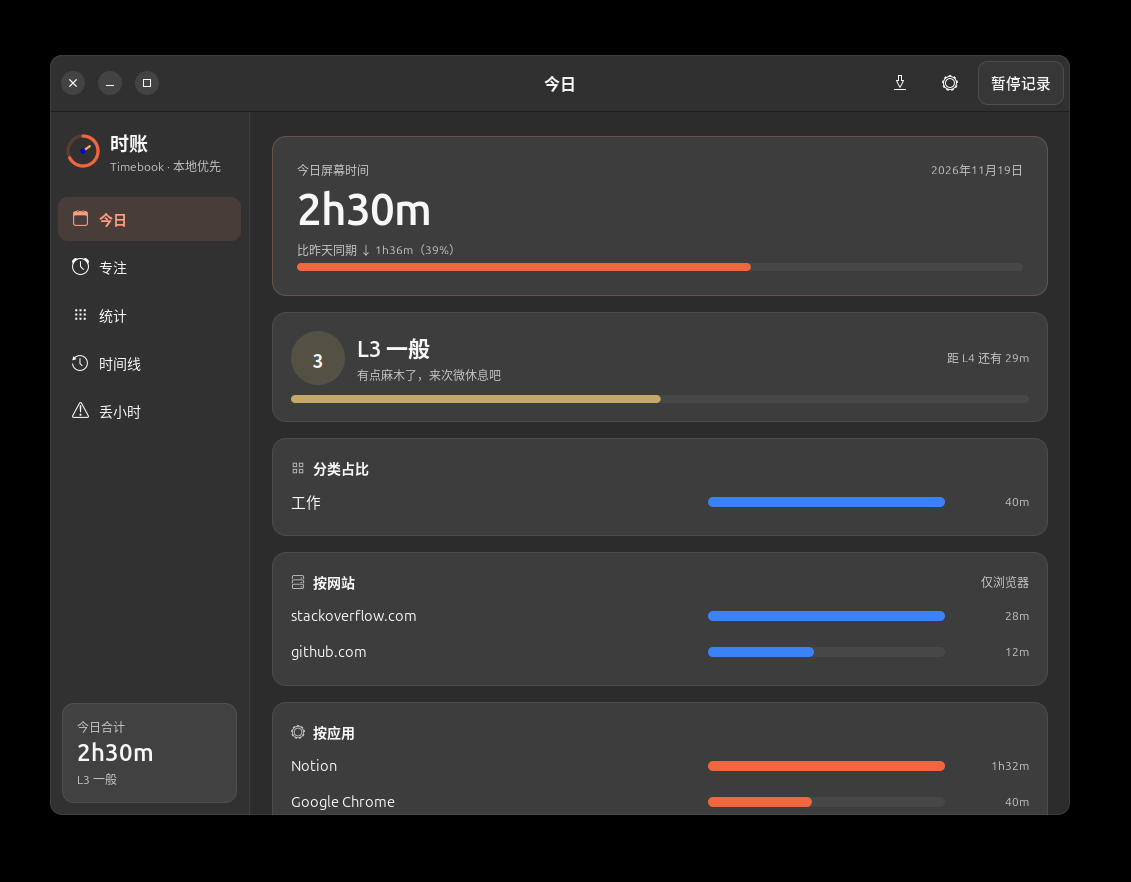 今日
暂停记录
时账
Timebook · 本地优先
今日
专注
统计
时间线
丢小时
今日合计
2h30m
L3 一般
今日屏幕时间
2026年11月19日
2h30m
比昨天同期 ↓ 1h36m（39%）
3
L3 一般
有点麻木了，来次微休息吧
距 L4 还有 29m
分类占比
工作
40m
按网站
仅浏览器
stackoverflow.com
28m
github.com
12m
按应用
Notion
1h32m
Google Chrome
40m